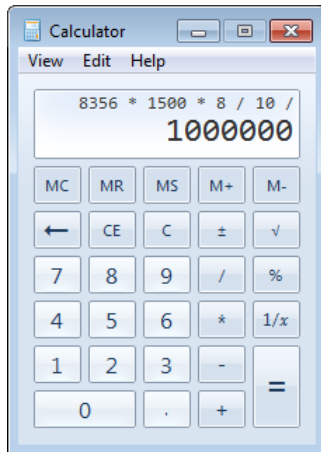 Calculator
View Edit Help
8356 * 1500 * 8 / 10 /
1000000
MC MR MS M+ M-
← CE C ± √
7 8 9 / %
4 5 6 * 1/x
1 2 3 - =
0 . +